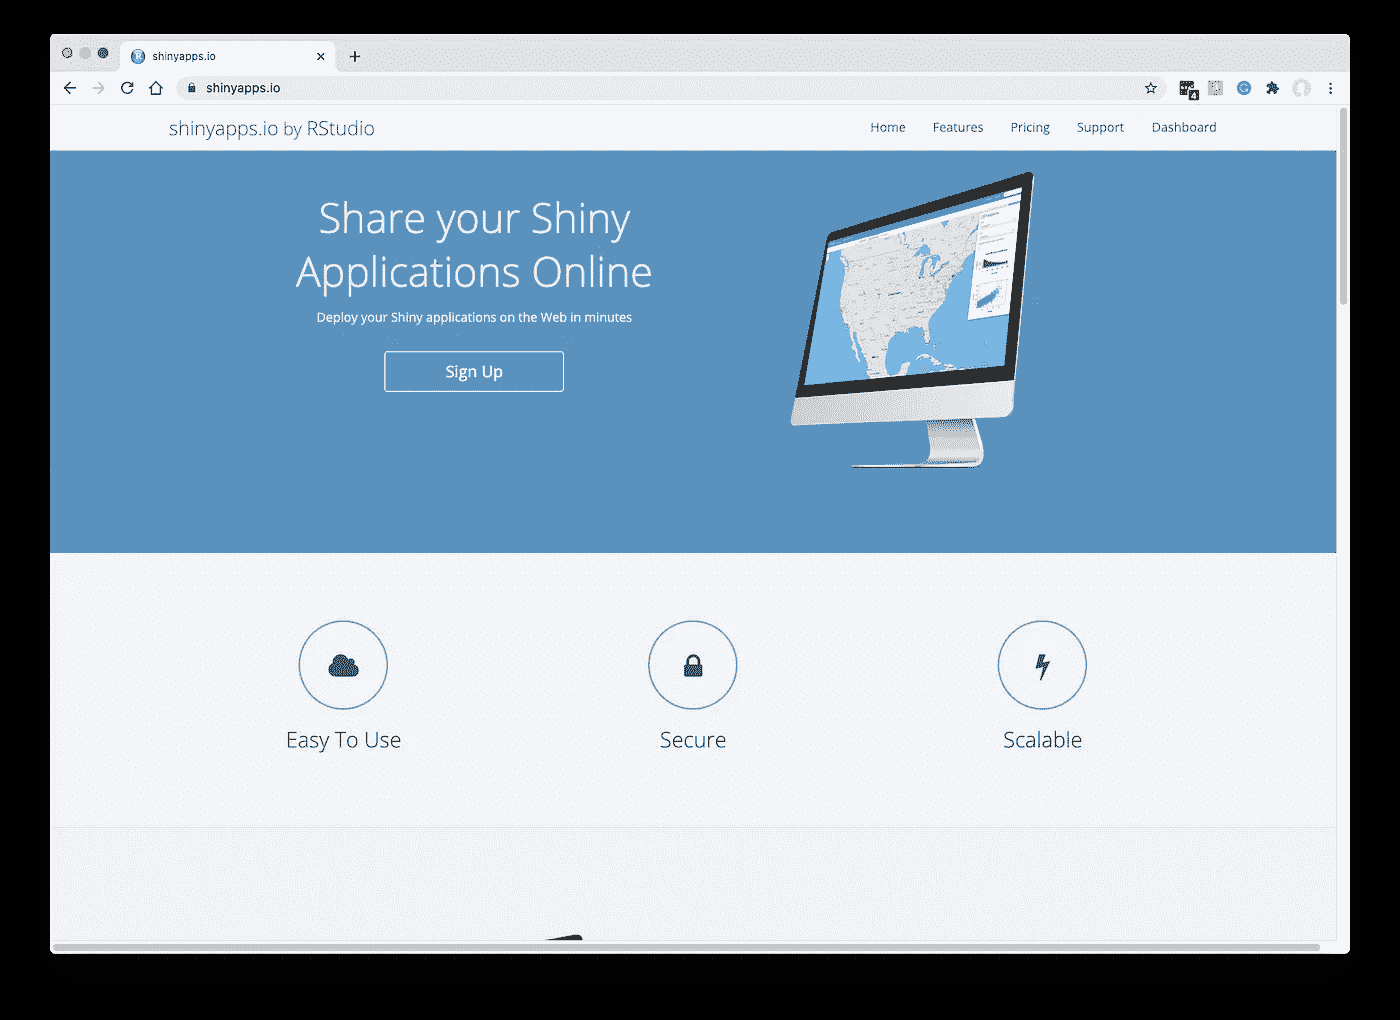 shinyapps.io
shinyapps.io
4
shinyapps.io by RStudio
Home Features Pricing Support Dashboard
Share your Shiny
Applications Online
Deploy your Shiny applications on the Web in minutes
Sign Up
Easy To Use
Secure
Scalable